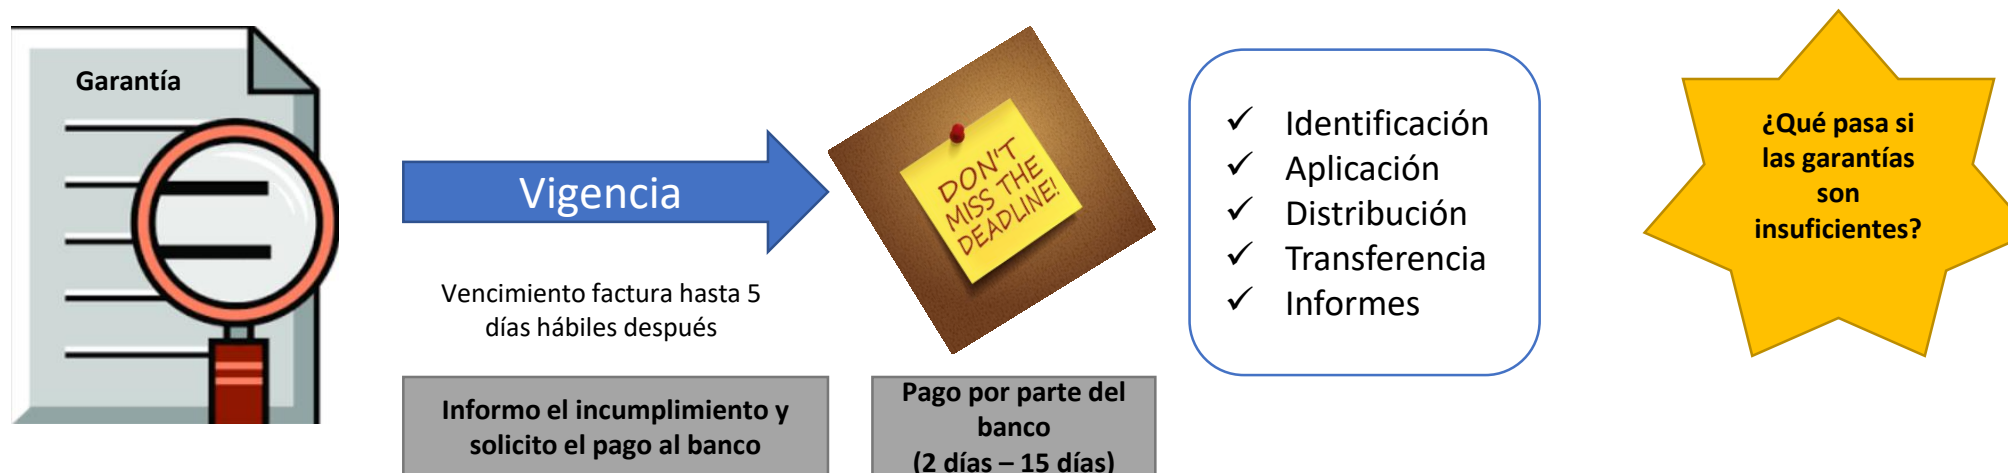 Garantía
Vigencia
Vencimiento factura hasta 5
días hábiles después
Informo el incumplimiento y
solicito el pago al banco
DON'T
MISS THE
DEADLINE!
Pago por parte del
banco
(2 días – 15 días)
✓ Identificación
✓ Aplicación
✓ Distribución
✓ Transferencia
✓ Informes
¿Qué pasa si
las garantías
son
insuficientes?